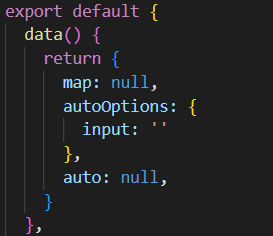 export default {
  data() {
    return {
      map: null,
      autoOptions: {
        input: ''
      },
      auto: null,
    }
  },